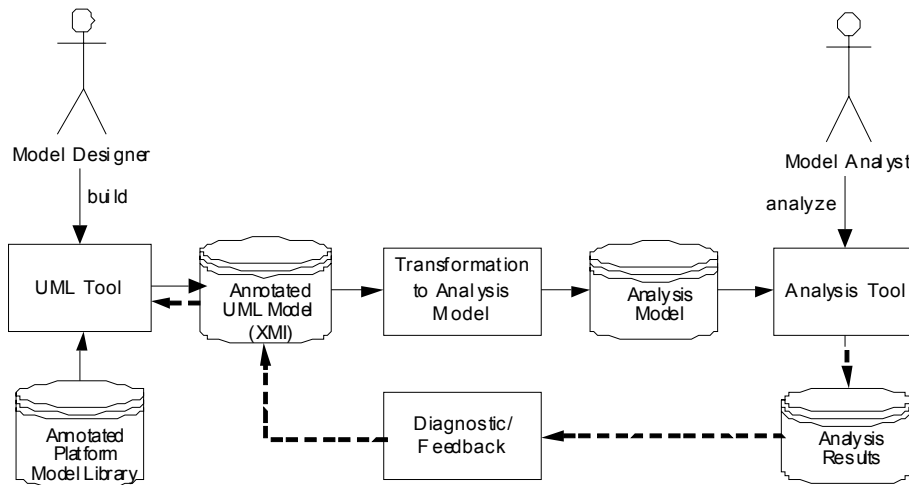 Model Designer
Model Analyst
build
analyze
UML Tool
Annotated
UML Model
(XMI)
Transformation
to Analysis
Model
Analysis
Model
Analysis Tool
Annotated
Platform
Model Library
Diagnostic/
Feedback
Analysis
Results